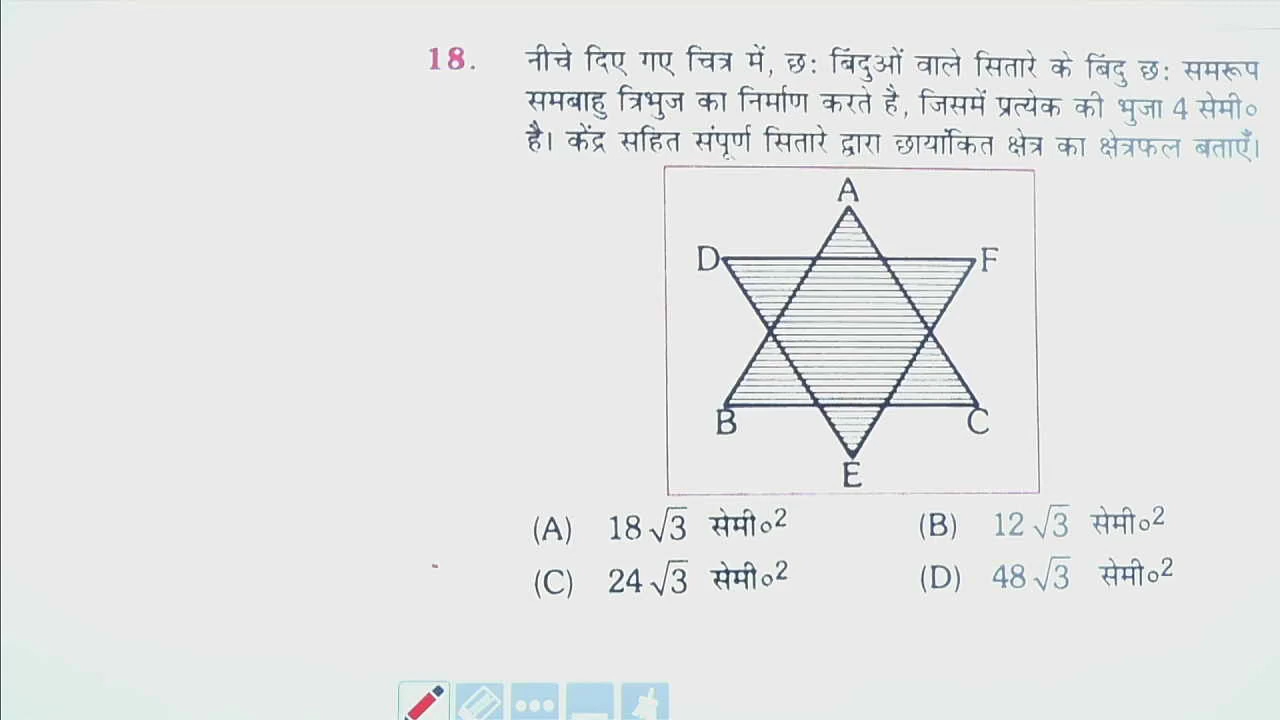 18. नीचे दिए गए चित्र में, छः बिंदुओं वाले सितारे के बिंदु छः समरूप
समबाहु त्रिभुज का निर्माण करते है, जिसमें प्रत्येक की भुजा 4 सेमी०
है। केंद्र सहित संपूर्ण सितारे द्वारा छायांकित क्षेत्र का क्षेत्रफल बताएँ।
A
D F
B C
E
(A) 18√3 सेमी०² (B) 12√3 सेमी०²
(C) 24√3 सेमी०² (D) 48√3 सेमी०²